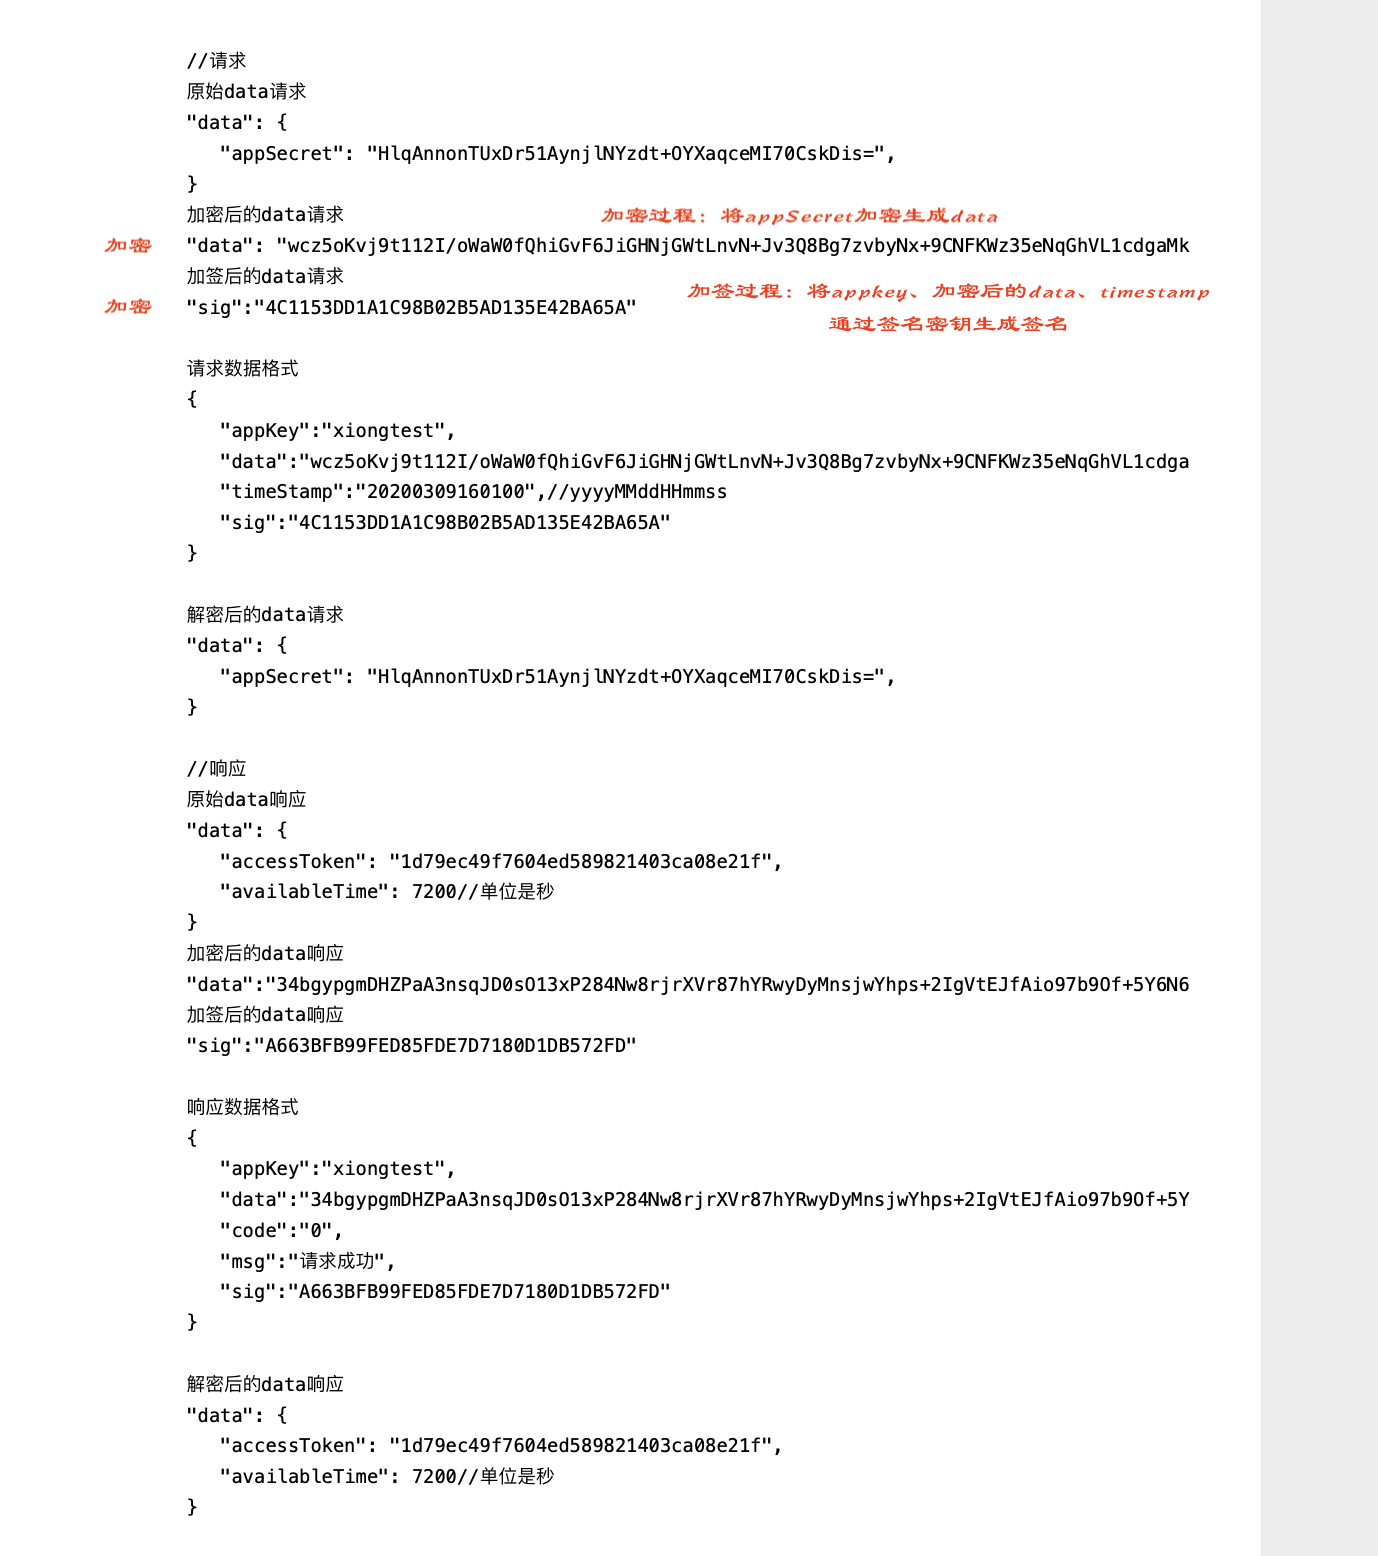 //请求
原始data请求
"data": {
"appSecret": "HlqAnnonTUxDr51AynjlNYzdt+OYXaqceMI70CskDis=",
}
加密后的data请求 加密过程：将appSecret加密生成data
加密 "data": "wcz5oKvj9t112I/oWaW0fQhiGvF6JiGHNjGWtLnvN+Jv3Q8Bg7zvbyNx+9CNFKWz35eNqGhVL1cdgaMk
加签后的data请求 加签过程：将appkey、加密后的data、timestamp
加密 "sig":"4C1153DD1A1C98B02B5AD135E42BA65A"
通过签名密钥生成签名
请求数据格式
{
"appKey":"xiongtest",
"data":"wcz5oKvj9t112I/oWaW0fQhiGvF6JiGHNjGWtLnvN+Jv3Q8Bg7zvbyNx+9CNFKWz35eNqGhVL1cdga
"timeStamp":"20200309160100",//yyyyMMddHHmmss
"sig":"4C1153DD1A1C98B02B5AD135E42BA65A"
}
解密后的data请求
"data": {
"appSecret": "HlqAnnonTUxDr51AynjlNYzdt+OYXaqceMI70CskDis=",
}
//响应
原始data响应
"data": {
"accessToken": "1d79ec49f7604ed589821403ca08e21f",
"availableTime": 7200//单位是秒
}
加密后的data响应
"data":"34bgypgmDHZPaA3nsqJD0sO13xP284Nw8rjrXVr87hYRwyDyMnsjwYhps+2IgVtEJfAio97b9Of+5Y6N6
加签后的data响应
"sig":"A663BFB99FED85FDE7D7180D1DB572FD"
响应数据格式
{
"appKey":"xiongtest",
"data":"34bgypgmDHZPaA3nsqJD0sO13xP284Nw8rjrXVr87hYRwyDyMnsjwYhps+2IgVtEJfAio97b9Of+5Y
"code":"0",
"msg":"请求成功",
"sig":"A663BFB99FED85FDE7D7180D1DB572FD"
}
解密后的data响应
"data": {
"accessToken": "1d79ec49f7604ed589821403ca08e21f",
"availableTime": 7200//单位是秒
}